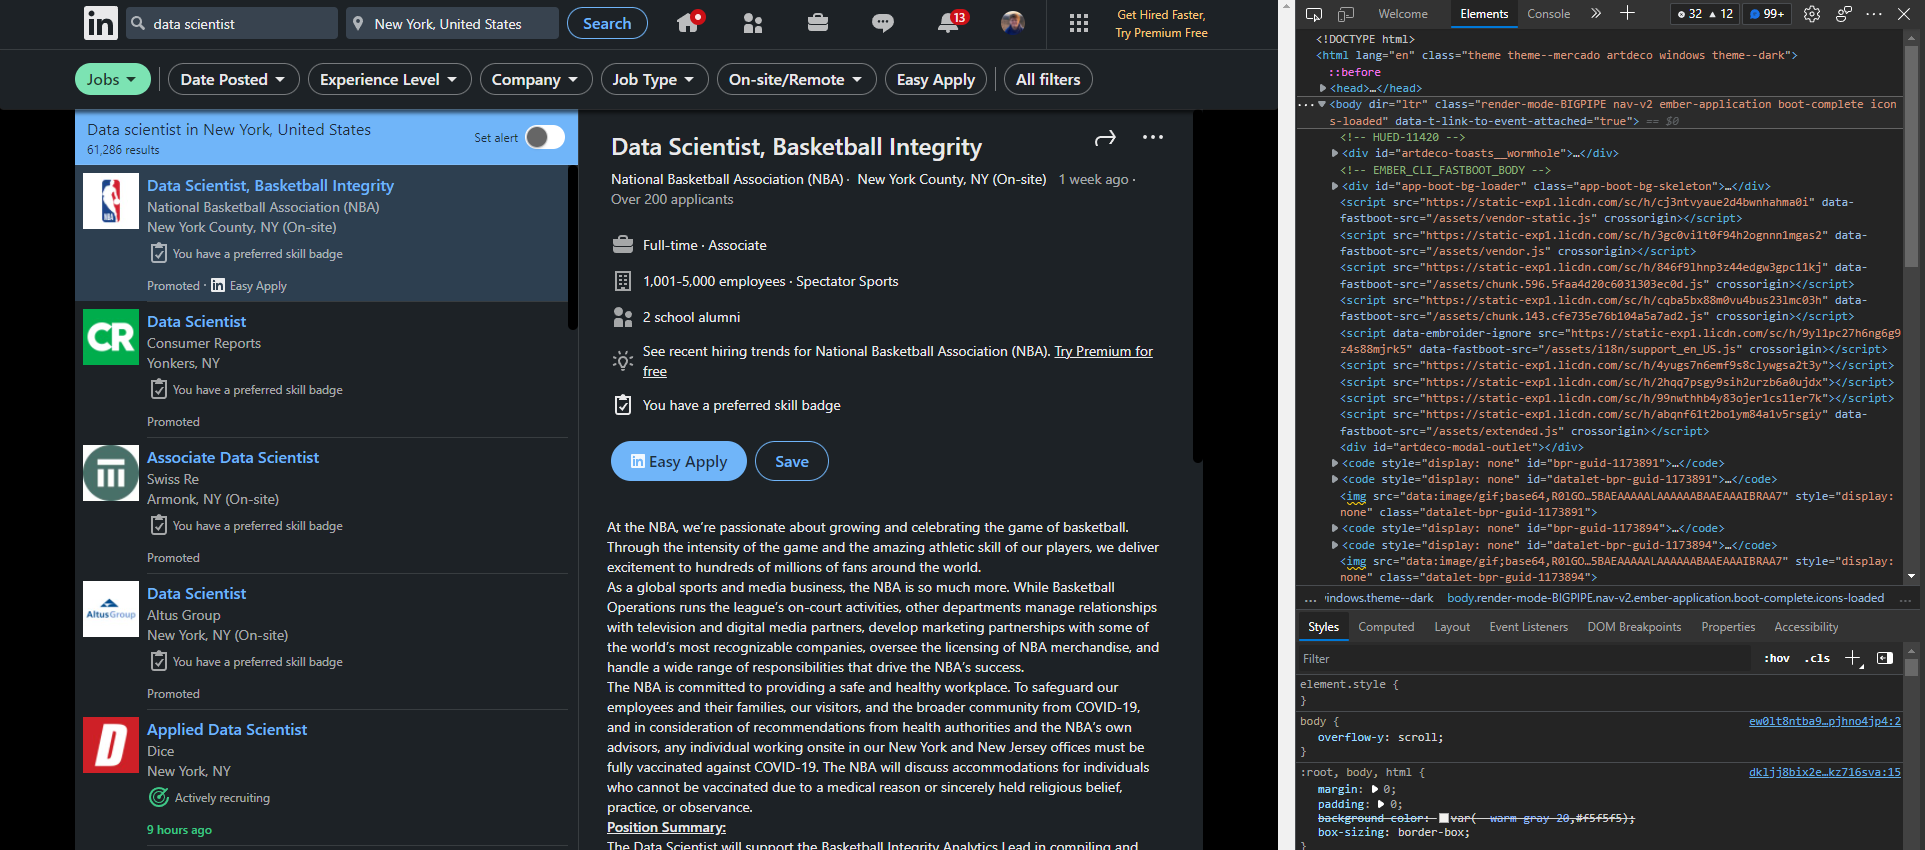 in
data scientist
New York, United States
Search
13
Get Hired Faster,
Try Premium Free
Jobs
Date Posted
Experience Level
Company
Job Type
On-site/Remote
Easy Apply
All filters
Data scientist in New York, United States
61,286 results
Set alert
NBA
Data Scientist, Basketball Integrity
National Basketball Association (NBA)
New York County, NY (On-site)
You have a preferred skill badge
Promoted · in Easy Apply
CR
Data Scientist
Consumer Reports
Yonkers, NY
You have a preferred skill badge
Promoted
Associate Data Scientist
Swiss Re
Armonk, NY (On-site)
You have a preferred skill badge
Promoted
AltusGroup
Data Scientist
Altus Group
New York, NY (On-site)
You have a preferred skill badge
Promoted
D
Applied Data Scientist
Dice
New York, NY
Actively recruiting
9 hours ago
Data Scientist, Basketball Integrity
National Basketball Association (NBA) · New York County, NY (On-site) 1 week ago ·
Over 200 applicants
Full-time · Associate
1,001-5,000 employees · Spectator Sports
2 school alumni
See recent hiring trends for National Basketball Association (NBA). Try Premium for
free
You have a preferred skill badge
in Easy Apply
Save
At the NBA, we're passionate about growing and celebrating the game of basketball.
Through the intensity of the game and the amazing athletic skill of our players, we deliver
excitement to hundreds of millions of fans around the world.
As a global sports and media business, the NBA is so much more. While Basketball
Operations runs the league's on-court activities, other departments manage relationships
with television and digital media partners, develop marketing partnerships with some of
the world's most recognizable companies, oversee the licensing of NBA merchandise, and
handle a wide range of responsibilities that drive the NBA's success.
The NBA is committed to providing a safe and healthy workplace. To safeguard our
employees and their families, our visitors, and the broader community from COVID-19,
and in consideration of recommendations from health authorities and the NBA's own
advisors, any individual working onsite in our New York and New Jersey offices must be
fully vaccinated against COVID-19. The NBA will discuss accommodations for individuals
who cannot be vaccinated due to a medical reason or sincerely held religious belief,
practice, or observance.
Position Summary:
The Data Scientist will support the Basketball Integrity Analytics Lead in compiling and
Welcome
Elements
Console
32
12
99+
<!DOCTYPE html>
<html lang="en" class="theme theme--mercado artdeco windows theme--dark">
::before
<head>…</head>
<body dir="ltr" class="render-mode-BIGPIPE nav-v2 ember-application boot-complete icon
s-loaded" data-t-link-to-event-attached="true"> == $0
<!-- HUED-11420 -->
<div id="artdeco-toasts__wormhole">…</div>
<!-- EMBER_CLI_FASTBOOT_BODY -->
<div id="app-boot-bg-loader" class="app-boot-bg-skeleton">…</div>
<script src="https://static-exp1.licdn.com/sc/h/cj3ntvyaue2d4bwnhahma0i" data-
fastboot-src="/assets/vendor-static.js" crossorigin></script>
<script src="https://static-exp1.licdn.com/sc/h/3gc0vi1t0f94h2ognnn1mgas2" data-
fastboot-src="/assets/vendor.js" crossorigin></script>
<script src="https://static-exp1.licdn.com/sc/h/846f9lhnp3z44edgw3gpc11kj" data-
fastboot-src="/assets/chunk.596.5faa4d20c6031303ec0d.js" crossorigin></script>
<script src="https://static-exp1.licdn.com/sc/h/cqba5bx88m0vu4bus23lmc03h" data-
fastboot-src="/assets/chunk.143.cfe735e76b104a5a7ad2.js" crossorigin></script>
<script data-embroider-ignore src="https://static-exp1.licdn.com/sc/h/9yl1pc27h6ng6g9
z4s88mjrk5" data-fastboot-src="/assets/i18n/support_en_US.js" crossorigin></script>
<script src="https://static-exp1.licdn.com/sc/h/4yugs7n6emf9s8clywgsa2t3y"></script>
<script src="https://static-exp1.licdn.com/sc/h/2hqq7psgy9sih2urzb6a0ujdx"></script>
<script src="https://static-exp1.licdn.com/sc/h/99nwthhb4y83ojer1cs11er7k"></script>
<script src="https://static-exp1.licdn.com/sc/h/abqnf61t2bo1ym84a1v5rsgiy" data-
fastboot-src="/assets/extended.js" crossorigin></script>
<div id="artdeco-modal-outlet"></div>
<code style="display: none" id="bpr-guid-1173891">…</code>
<code style="display: none" id="datalet-bpr-guid-1173891">…</code>
<img src="data:image/gif;base64,R0lGO…5BAEAAAAALAAAAAABAAEAAAIBRAA7" style="display:
none" class="datalet-bpr-guid-1173891">
<code style="display: none" id="bpr-guid-1173894">…</code>
<code style="display: none" id="datalet-bpr-guid-1173894">…</code>
<img src="data:image/gif;base64,R0lGO…5BAEAAAAALAAAAAABAAEAAAIBRAA7" style="display:
none" class="datalet-bpr-guid-1173894">
… vindows.theme--dark body.render-mode-BIGPIPE.nav-v2.ember-application.boot-complete.icons-loaded …
Styles
Computed
Layout
Event Listeners
DOM Breakpoints
Properties
Accessibility
Filter
:hov
.cls
element.style {
}
body {
ew0lt8ntba9…pjhno4jp4:2
overflow-y: scroll;
}
:root, body, html {
dkljj8bix2e…kz716sva:15
margin: 0;
padding: 0;
background-color: var(--warm-gray-20,#f5f5f5);
box-sizing: border-box;
}